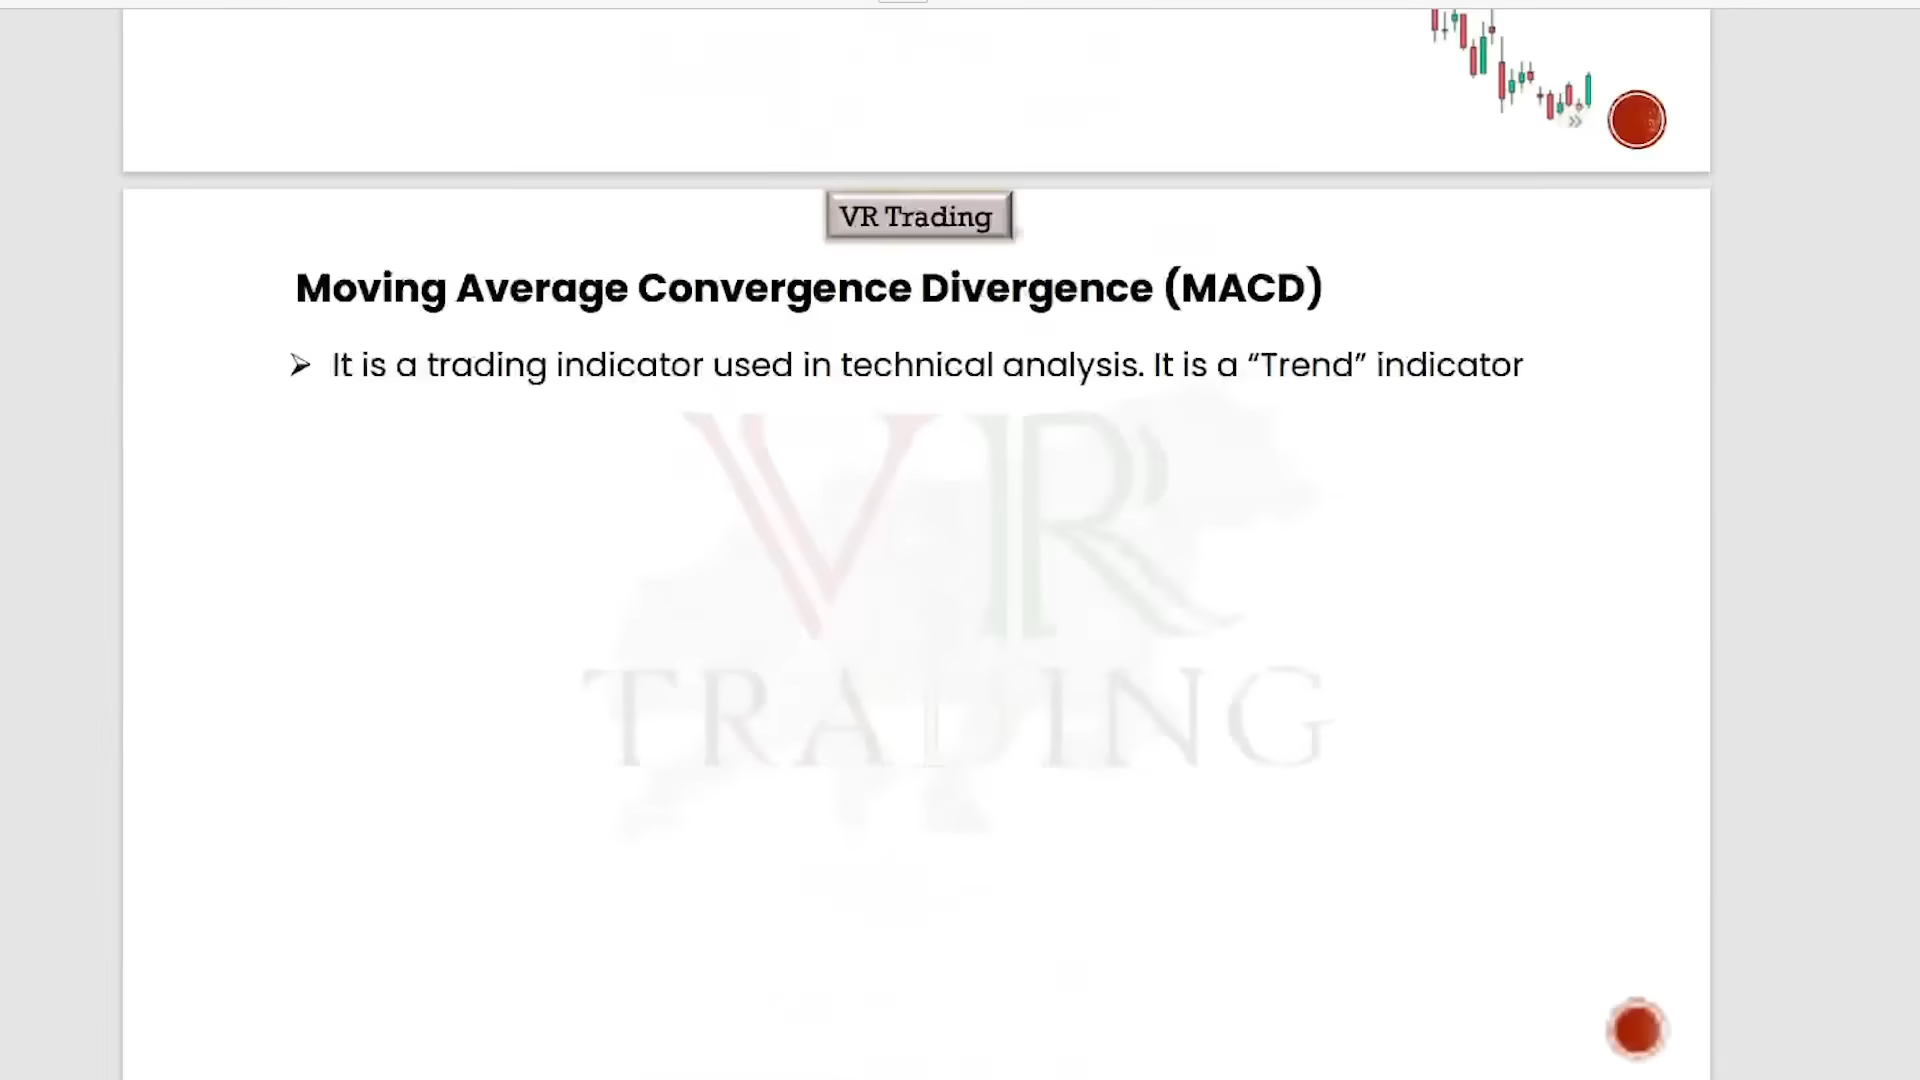 VR Trading
Moving Average Convergence Divergence (MACD)
➢ It is a trading indicator used in technical analysis. It is a “Trend” indicator
VR
TRADING